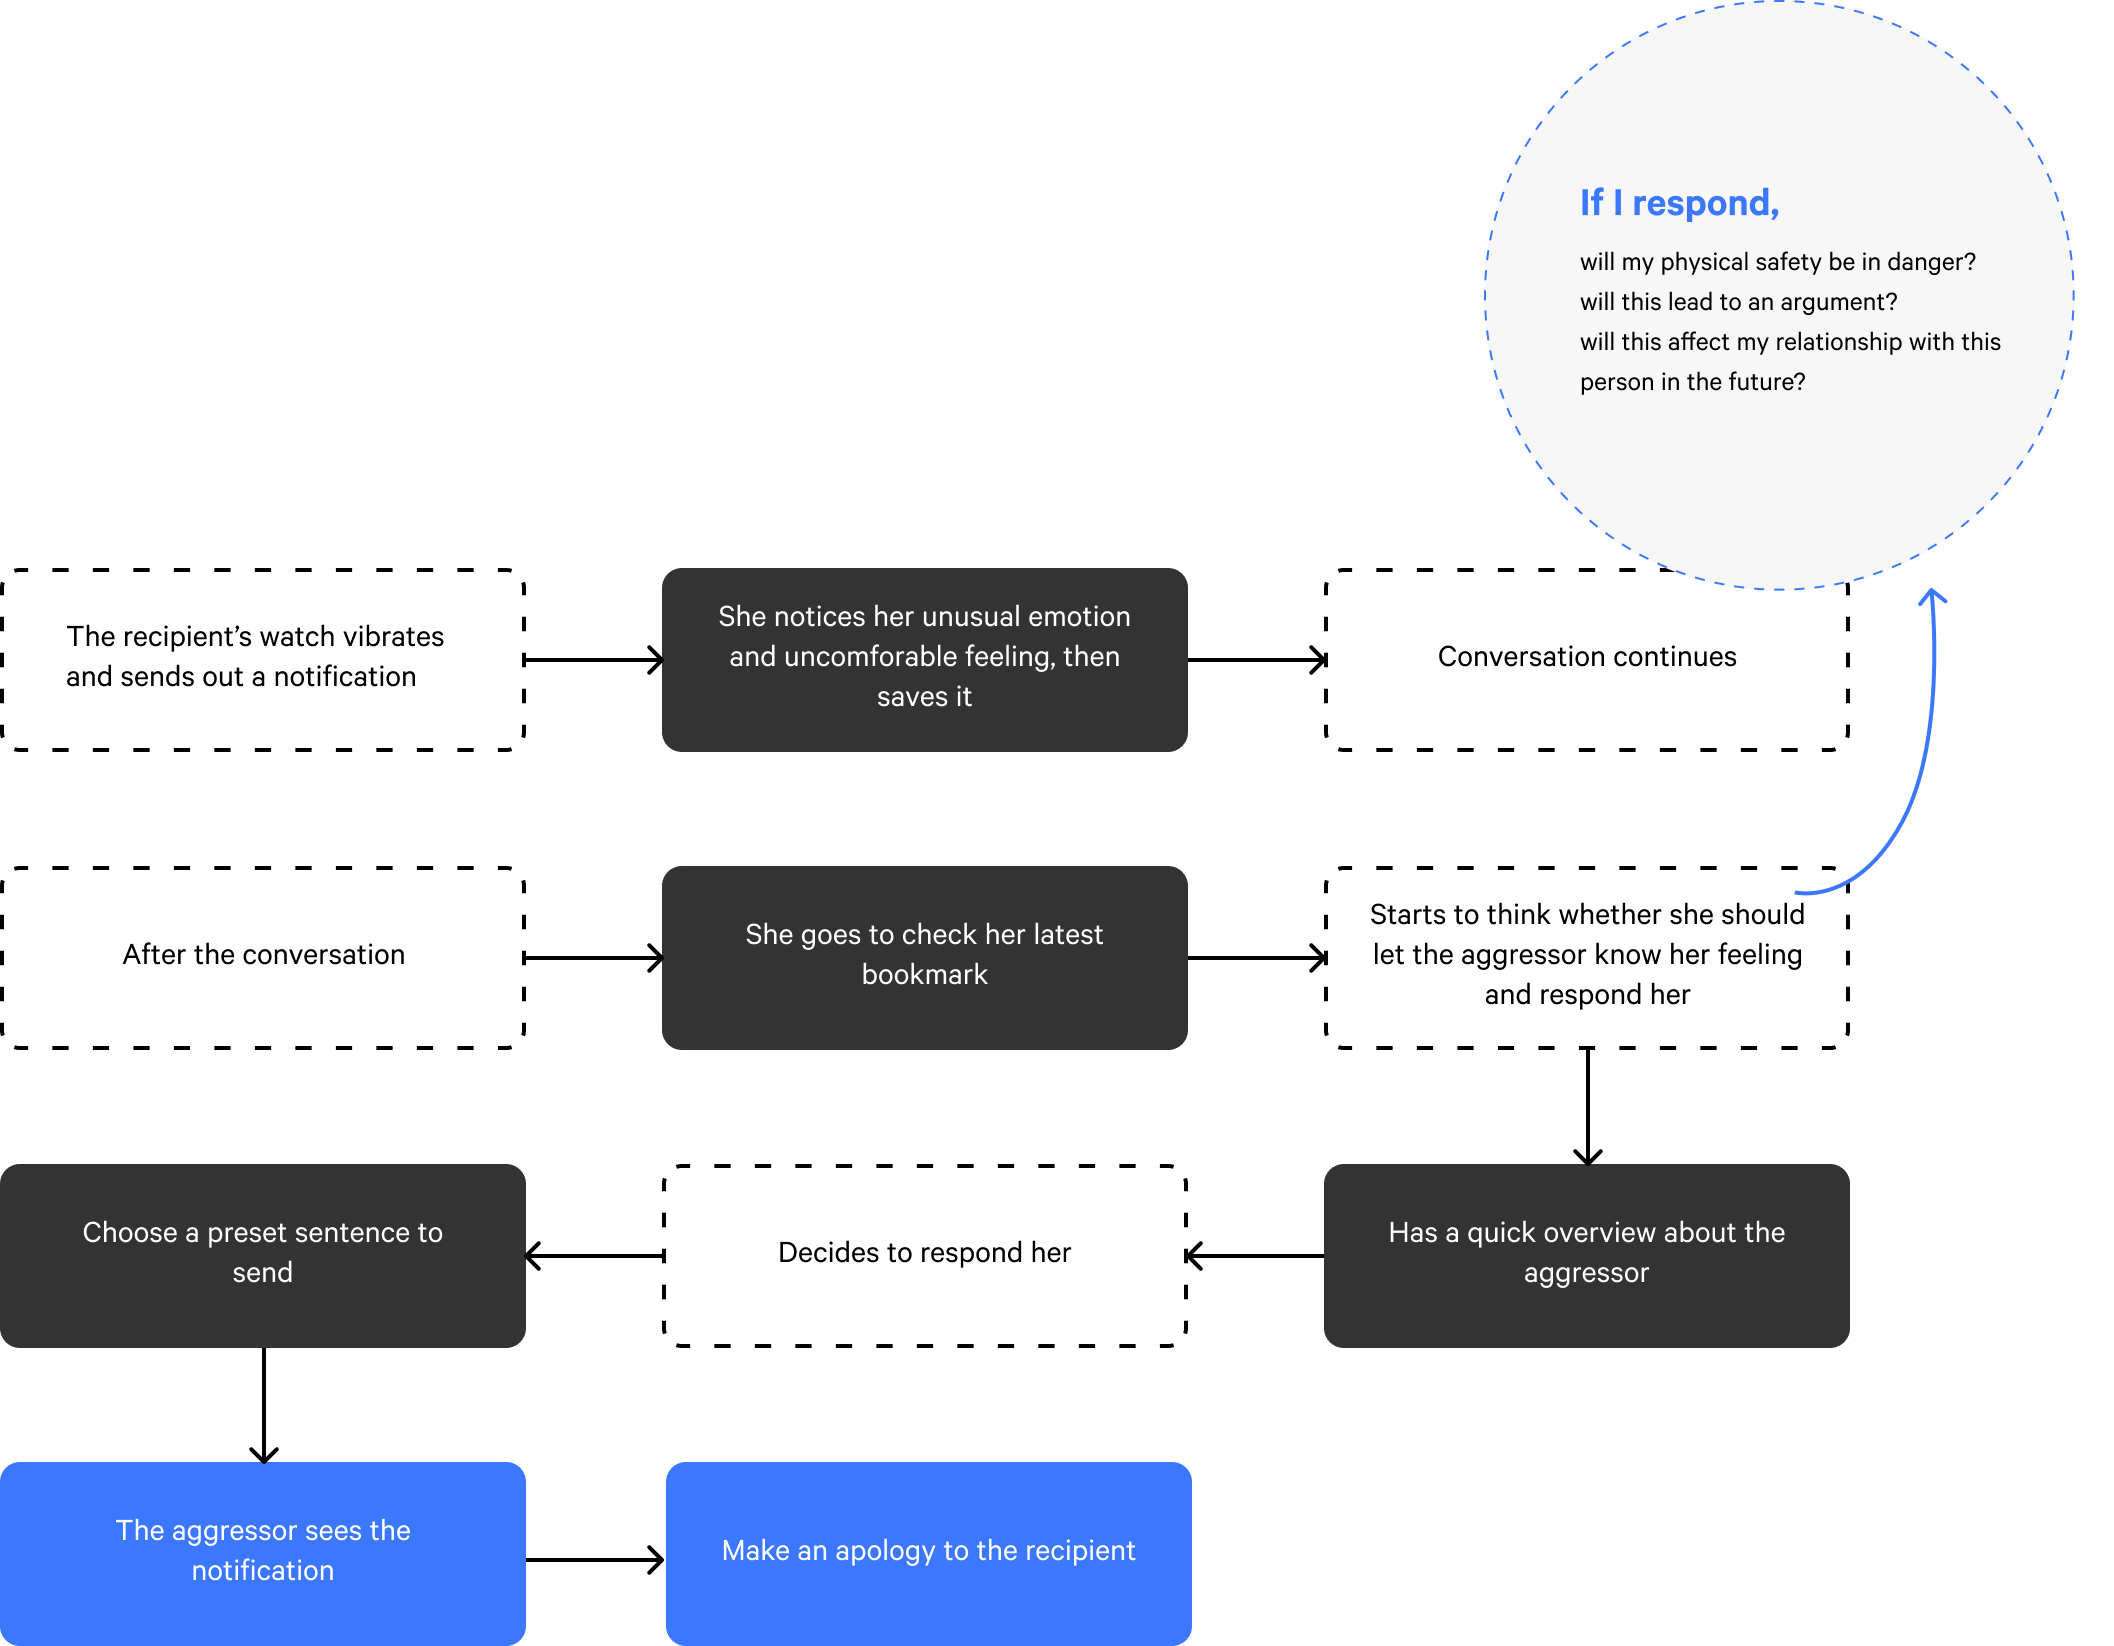 If I respond,
will my physical safety be in danger?
will this lead to an argument?
will this affect my relationship with this
person in the future?
The recipient’s watch vibrates
and sends out a notification
She notices her unusual emotion
and uncomforable feeling, then
saves it
Conversation continues
After the conversation
She goes to check her latest
bookmark
Starts to think whether she should
let the aggressor know her feeling
and respond her
Has a quick overview about the
aggressor
Decides to respond her
Choose a preset sentence to
send
The aggressor sees the
notification
Make an apology to the recipient